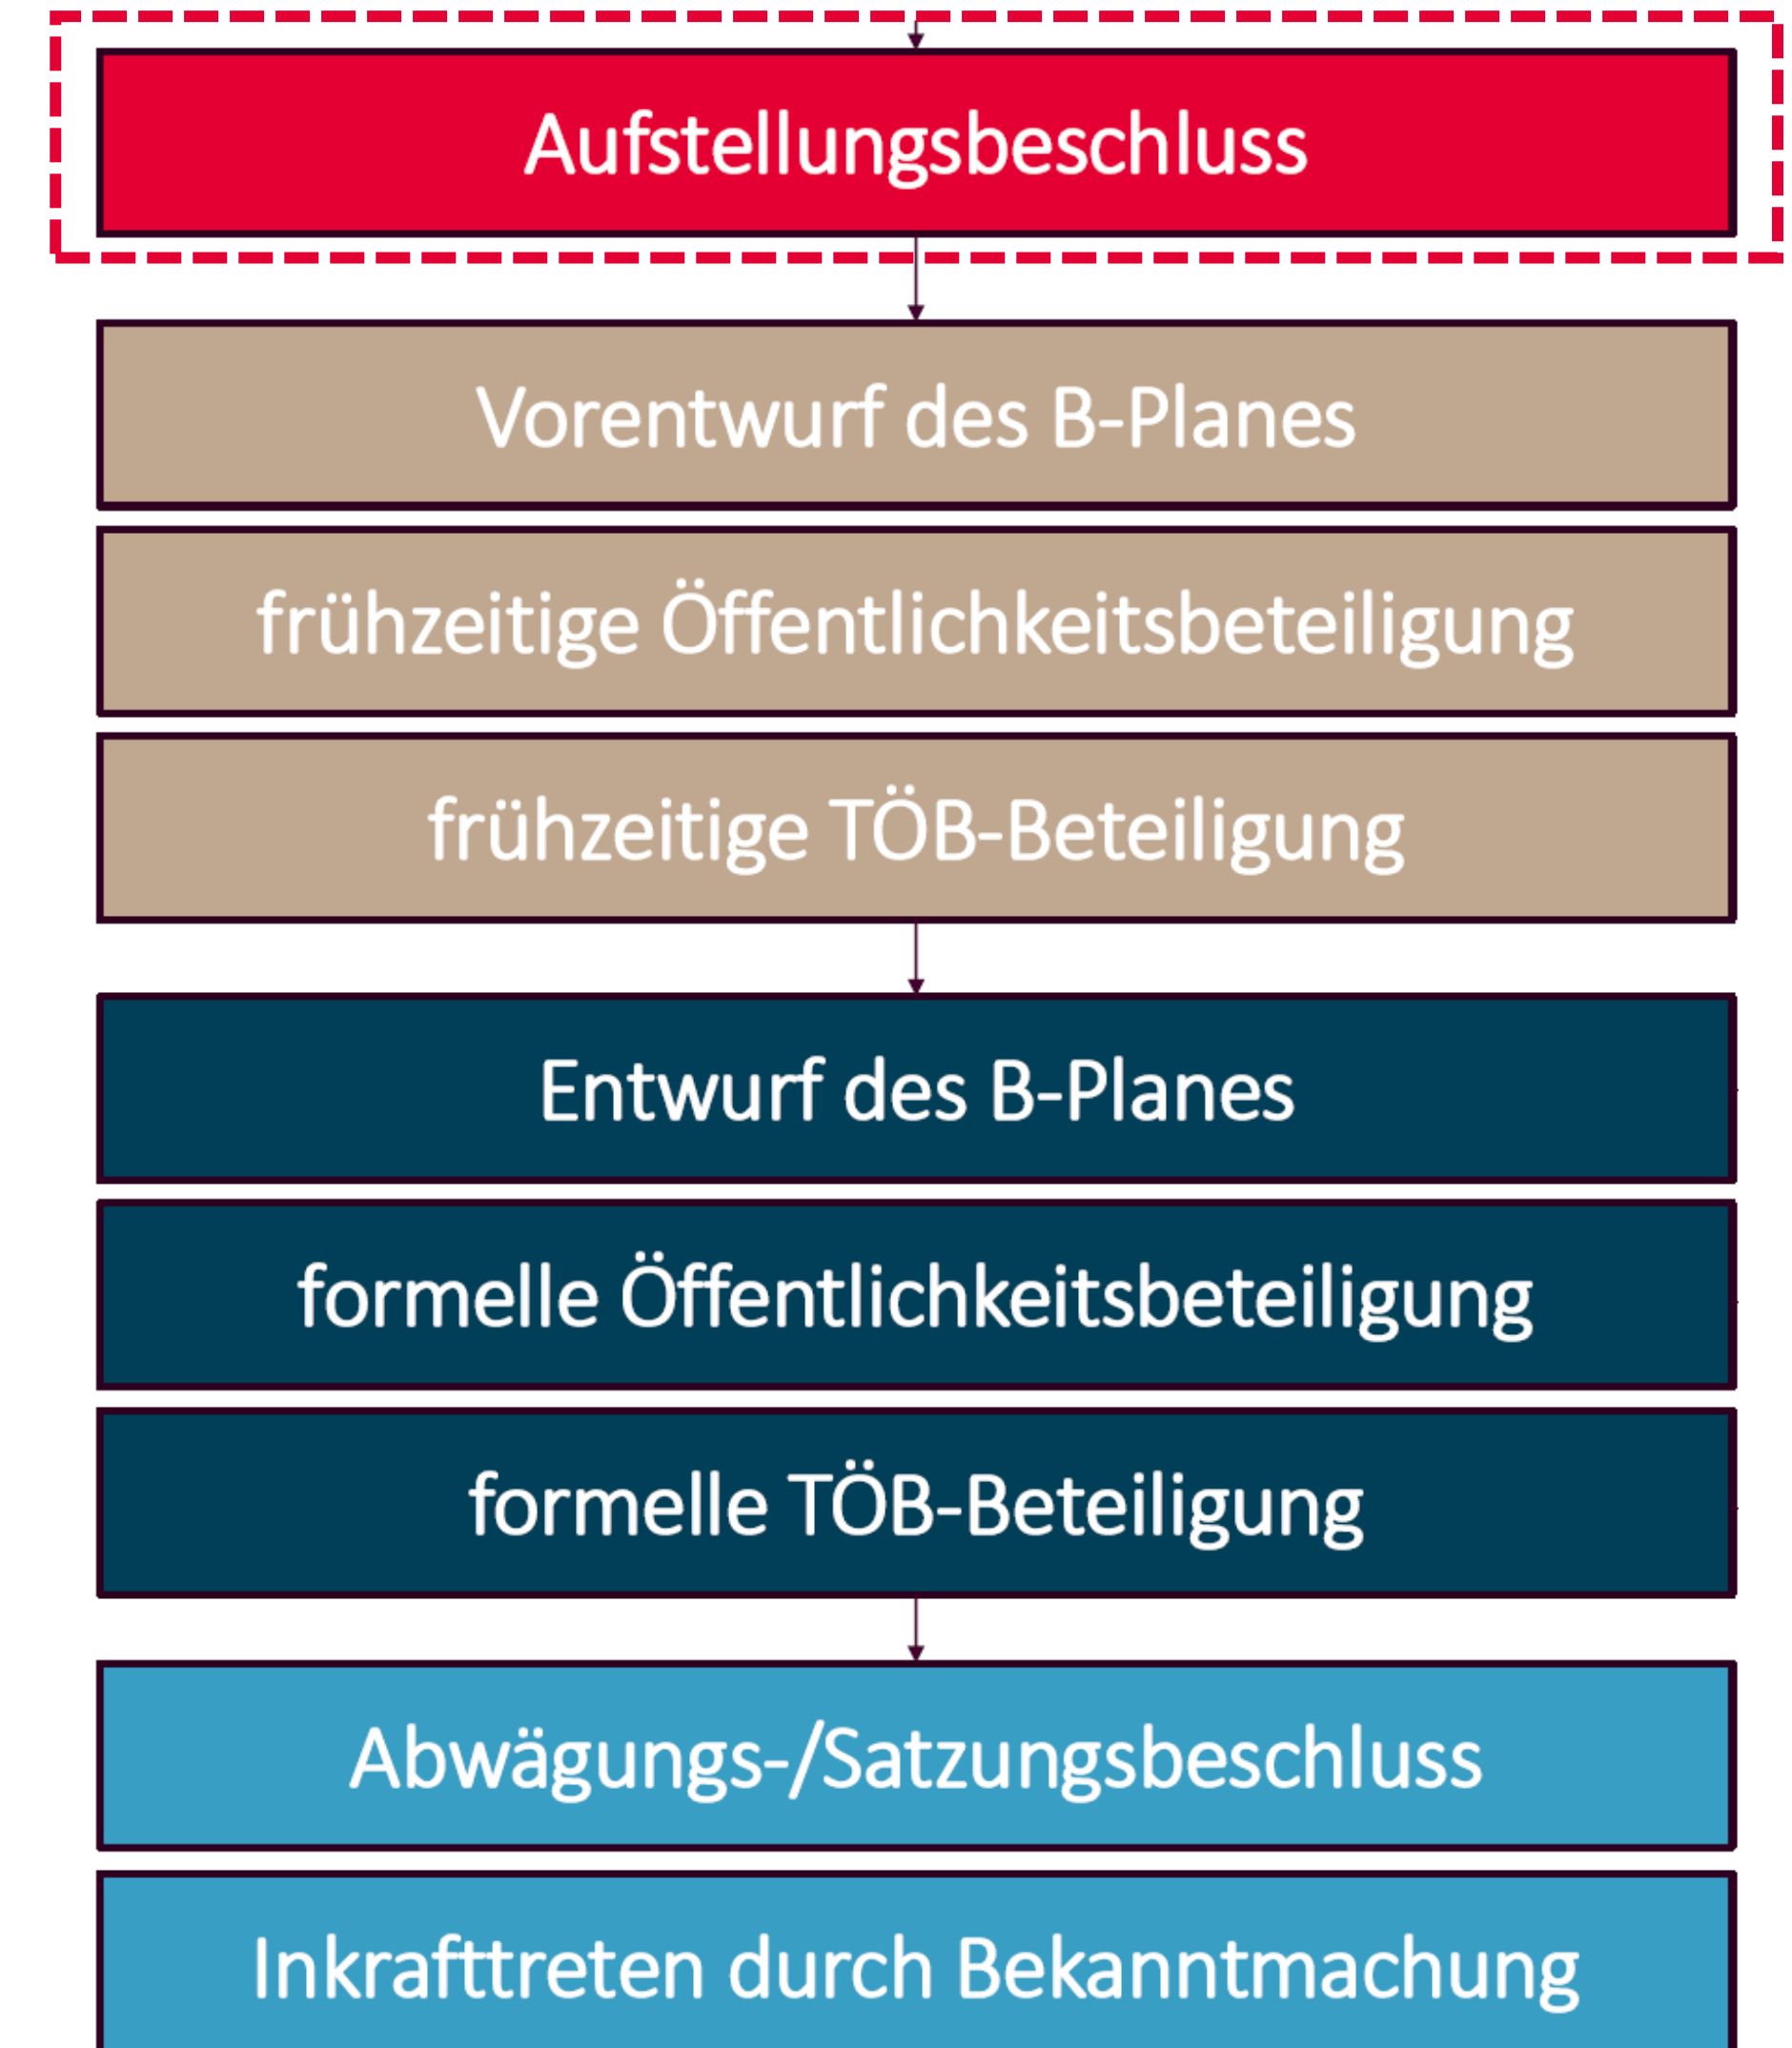 Aufstellungsbeschluss
Vorentwurf des B-Planes
frühzeitige Öffentlichkeitsbeteiligung
frühzeitige TÖB-Beteiligung
Entwurf des B-Planes
formelle Öffentlichkeitsbeteiligung
formelle TÖB-Beteiligung
Abwägungs-/Satzungsbeschluss
Inkrafttreten durch Bekanntmachung